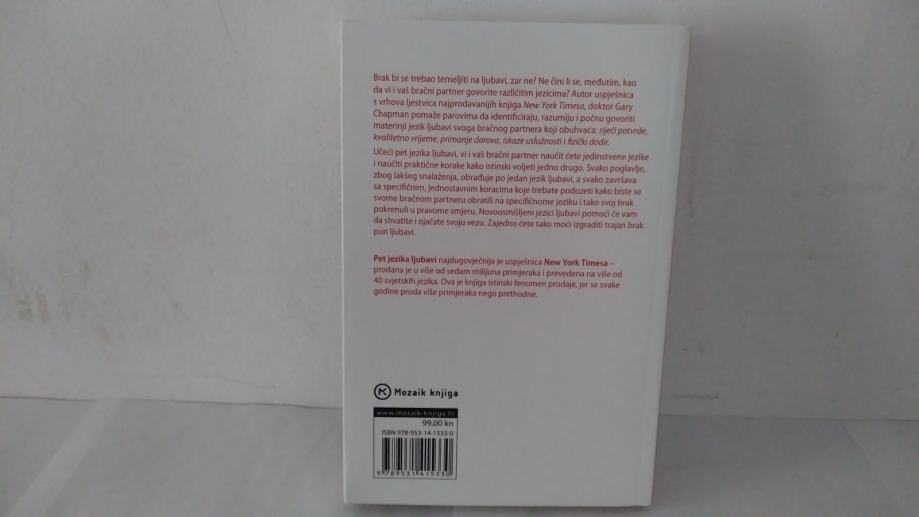 Brak bi se trebao temeljiti na ljubavi, zar ne? Ne čini li se, međutim, kao
da vi i vaš bračni partner govorite različitim jezicima? Autor uspješnica
s vrhova ljestvica najprodavanijih knjiga New York Timesa, doktor Gary
Chapman pomaže parovima da identificiraju, razumiju i počnu govoriti
materinji jezik ljubavi svoga bračnog partnera koji obuhvaća: riječi potvrde,
kvalitetno vrijeme, primanje darova, iskaze uslužnosti i fizički dodir.
Učeći pet jezika ljubavi, vi i vaš bračni partner naučit ćete jedinstvene jezike
i naučiti praktične korake kako istinski voljeti jedno drugo. Svako poglavlje,
zbog lakšeg snalaženja, obrađuje po jedan jezik ljubavi, a svako završava
sa specifičnim, jednostavnim koracima koje trebate poduzeti kako biste se
svome bračnom partneru obratili na specifičnome jeziku i tako svoj brak
pokrenuli u pravome smjeru. Novoosmišljeni jezici ljubavi pomoći će vam
da shvatite i ojačate svoju vezu. Zajedno ćete tako moći izgraditi trajan brak
pun ljubavi.
Pet jezika ljubavi najdugovječnija je uspješnica New York Timesa –
prodana je u više od sedam milijuna primjeraka i prevedena na više od
40 svjetskih jezika. Ova je knjiga istinski fenomen prodaje, jer se svake
godine proda više primjeraka nego prethodne.
Mozaik knjiga
www.mozaik-knjiga.hr
99,00 kn
ISBN 978-953-14-1533-0
9 789531 415330